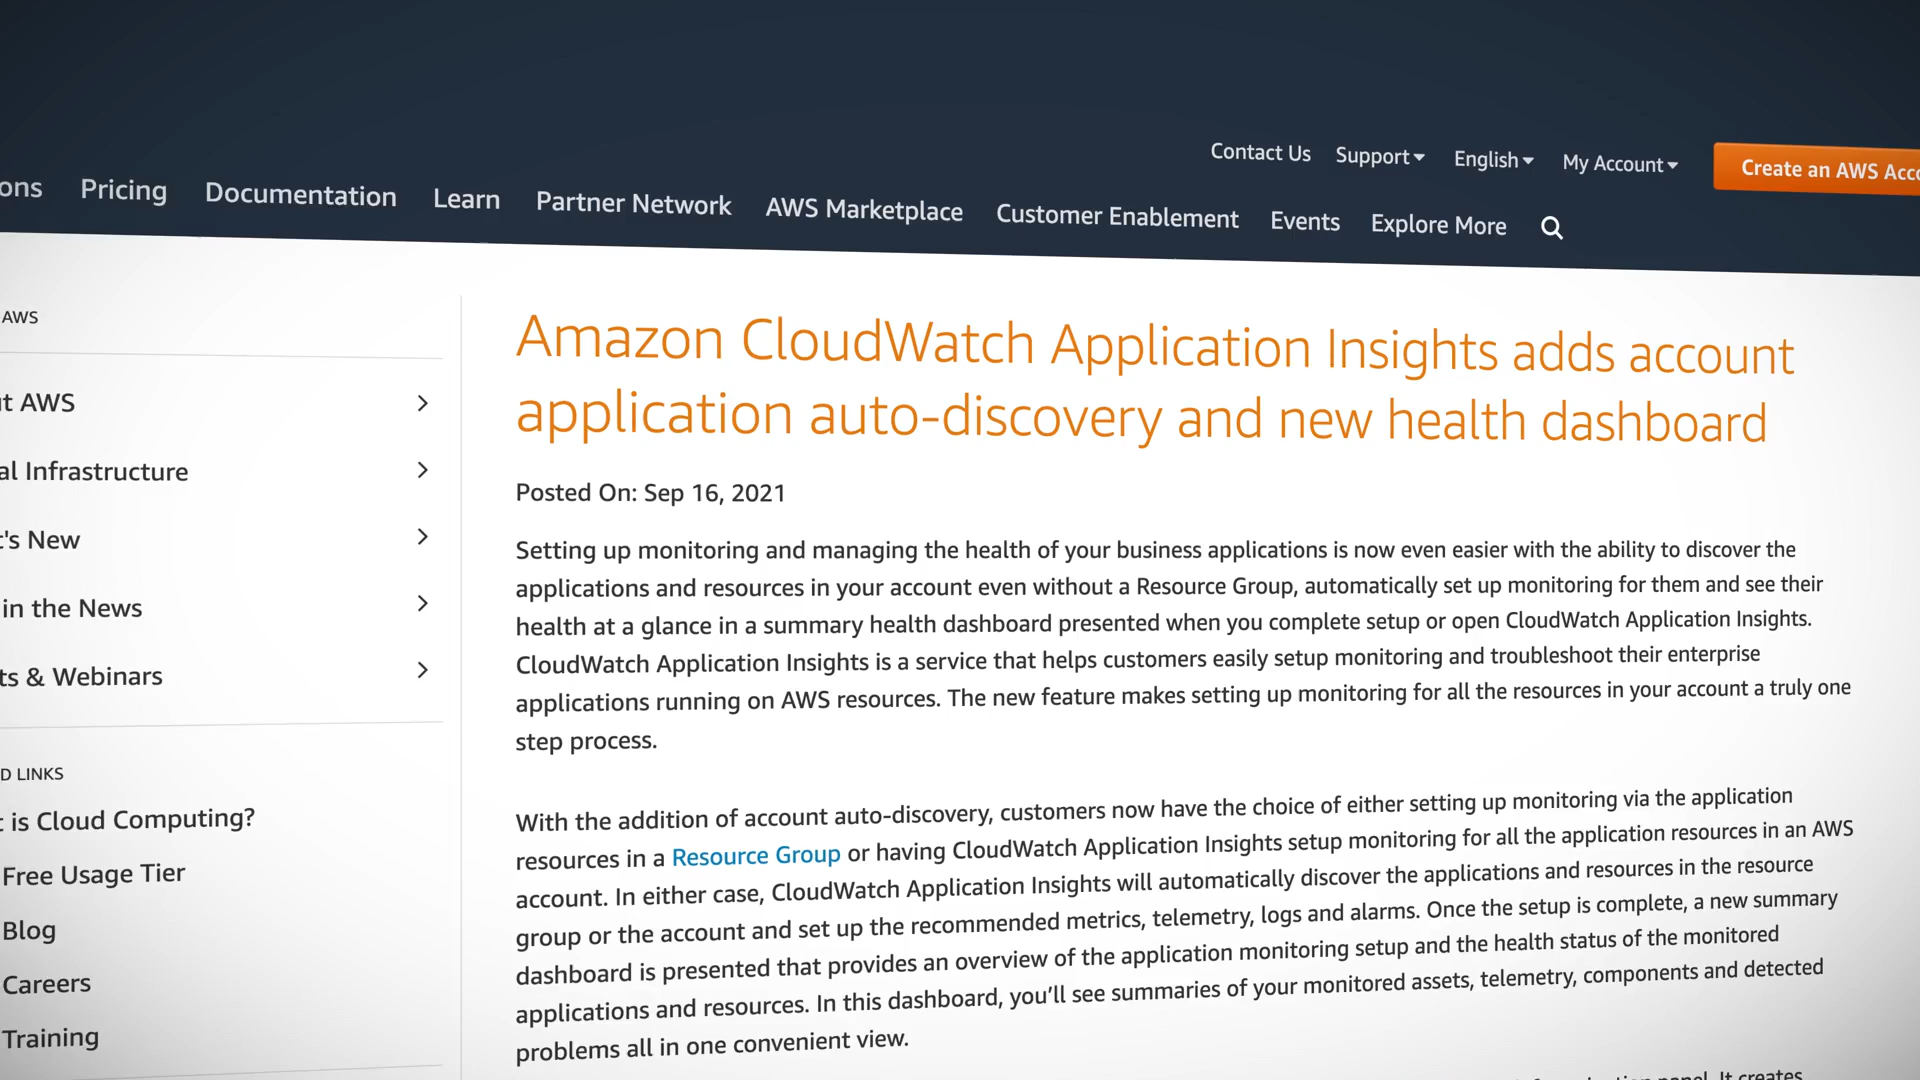 Contact Us Support English My Account Create an AWS
Pricing Documentation Learn Partner Network AWS Marketplace Customer Enablement Events Explore More
AWS
AWS
Infrastructure
New
in the News
& Webinars
LINKS
is Cloud Computing?
Free Usage Tier
Blog
Careers
Training
Amazon CloudWatch Application Insights adds account
application auto-discovery and new health dashboard
Posted On: Sep 16, 2021
Setting up monitoring and managing the health of your business applications is now even easier with the ability to discover the
applications and resources in your account even without a Resource Group, automatically set up monitoring for them and see their
health at a glance in a summary health dashboard presented when you complete setup or open CloudWatch Application Insights.
CloudWatch Application Insights is a service that helps customers easily setup monitoring and troubleshoot their enterprise
applications running on AWS resources. The new feature makes setting up monitoring for all the resources in your account a truly one
step process.
With the addition of account auto-discovery, customers now have the choice of either setting up monitoring via the application
resources in a Resource Group or having CloudWatch Application Insights setup monitoring for all the application resources in an AWS
account. In either case, CloudWatch Application Insights will automatically discover the applications and resources in the resource
group or the account and set up the recommended metrics, telemetry, logs and alarms. Once the setup is complete, a new summary
dashboard is presented that provides an overview of the application monitoring setup and the health status of the monitored
applications and resources. In this dashboard, you’ll see summaries of your monitored assets, telemetry, components and detected
problems all in one convenient view.
It creates